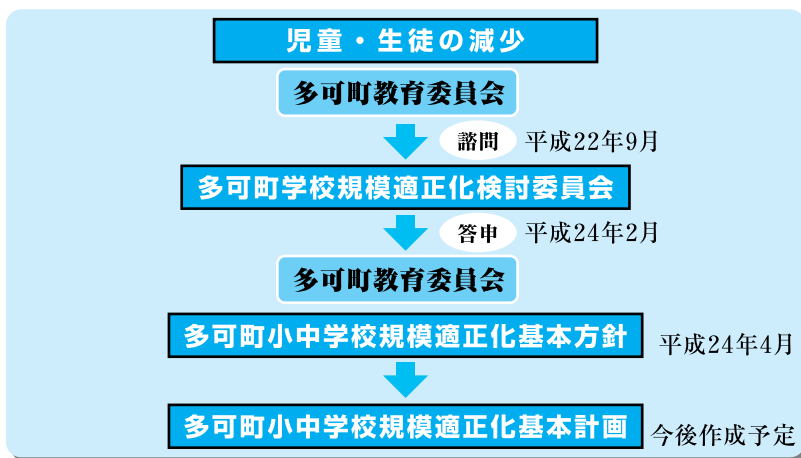 児童・生徒の減少
多可町教育委員会
諮問 平成22年9月
多可町学校規模適正化検討委員会
答申 平成24年2月
多可町教育委員会
多可町小中学校規模適正化基本方針 平成24年4月
多可町小中学校規模適正化基本計画 今後作成予定